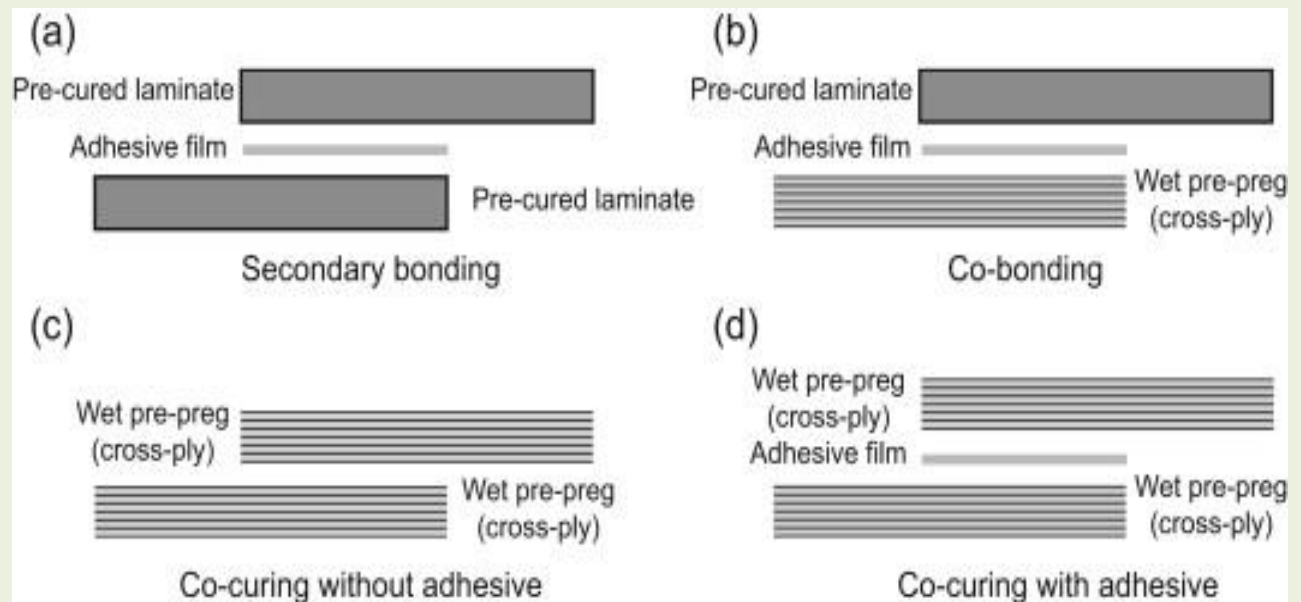 (a)
Pre-cured laminate
Adhesive film
Pre-cured laminate
Secondary bonding
(b)
Pre-cured laminate
Adhesive film
Wet pre-preg
(cross-ply)
Co-bonding
(c)
Wet pre-preg
(cross-ply)
Wet pre-preg
(cross-ply)
Co-curing without adhesive
(d)
Wet pre-preg
(cross-ply)
Adhesive film
Wet pre-preg
(cross-ply)
Co-curing with adhesive